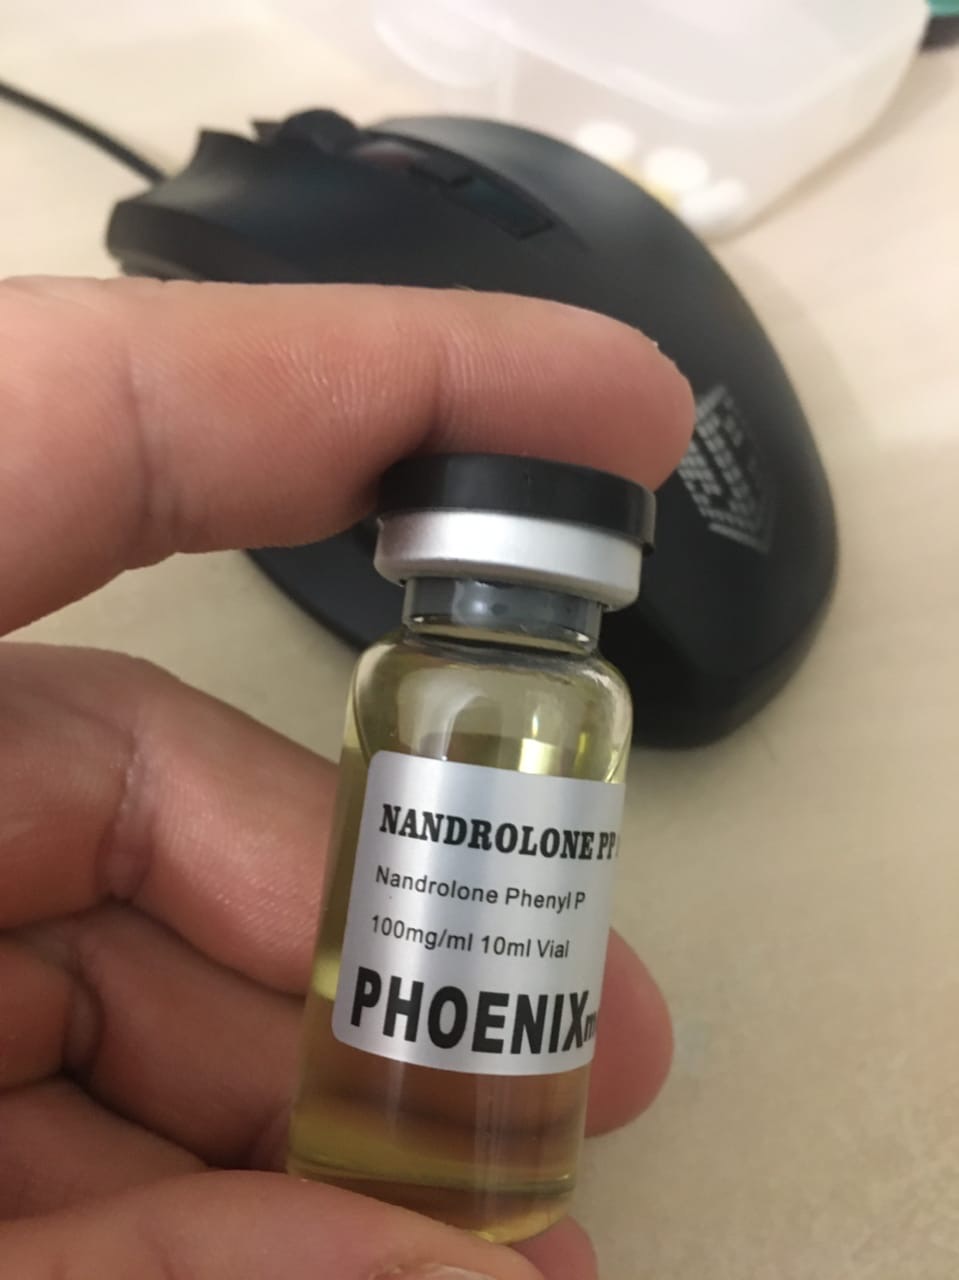 NANDROLONE PP
Nandrolone Phenyl P
100mg/ml 10ml Vial
PHOENIX